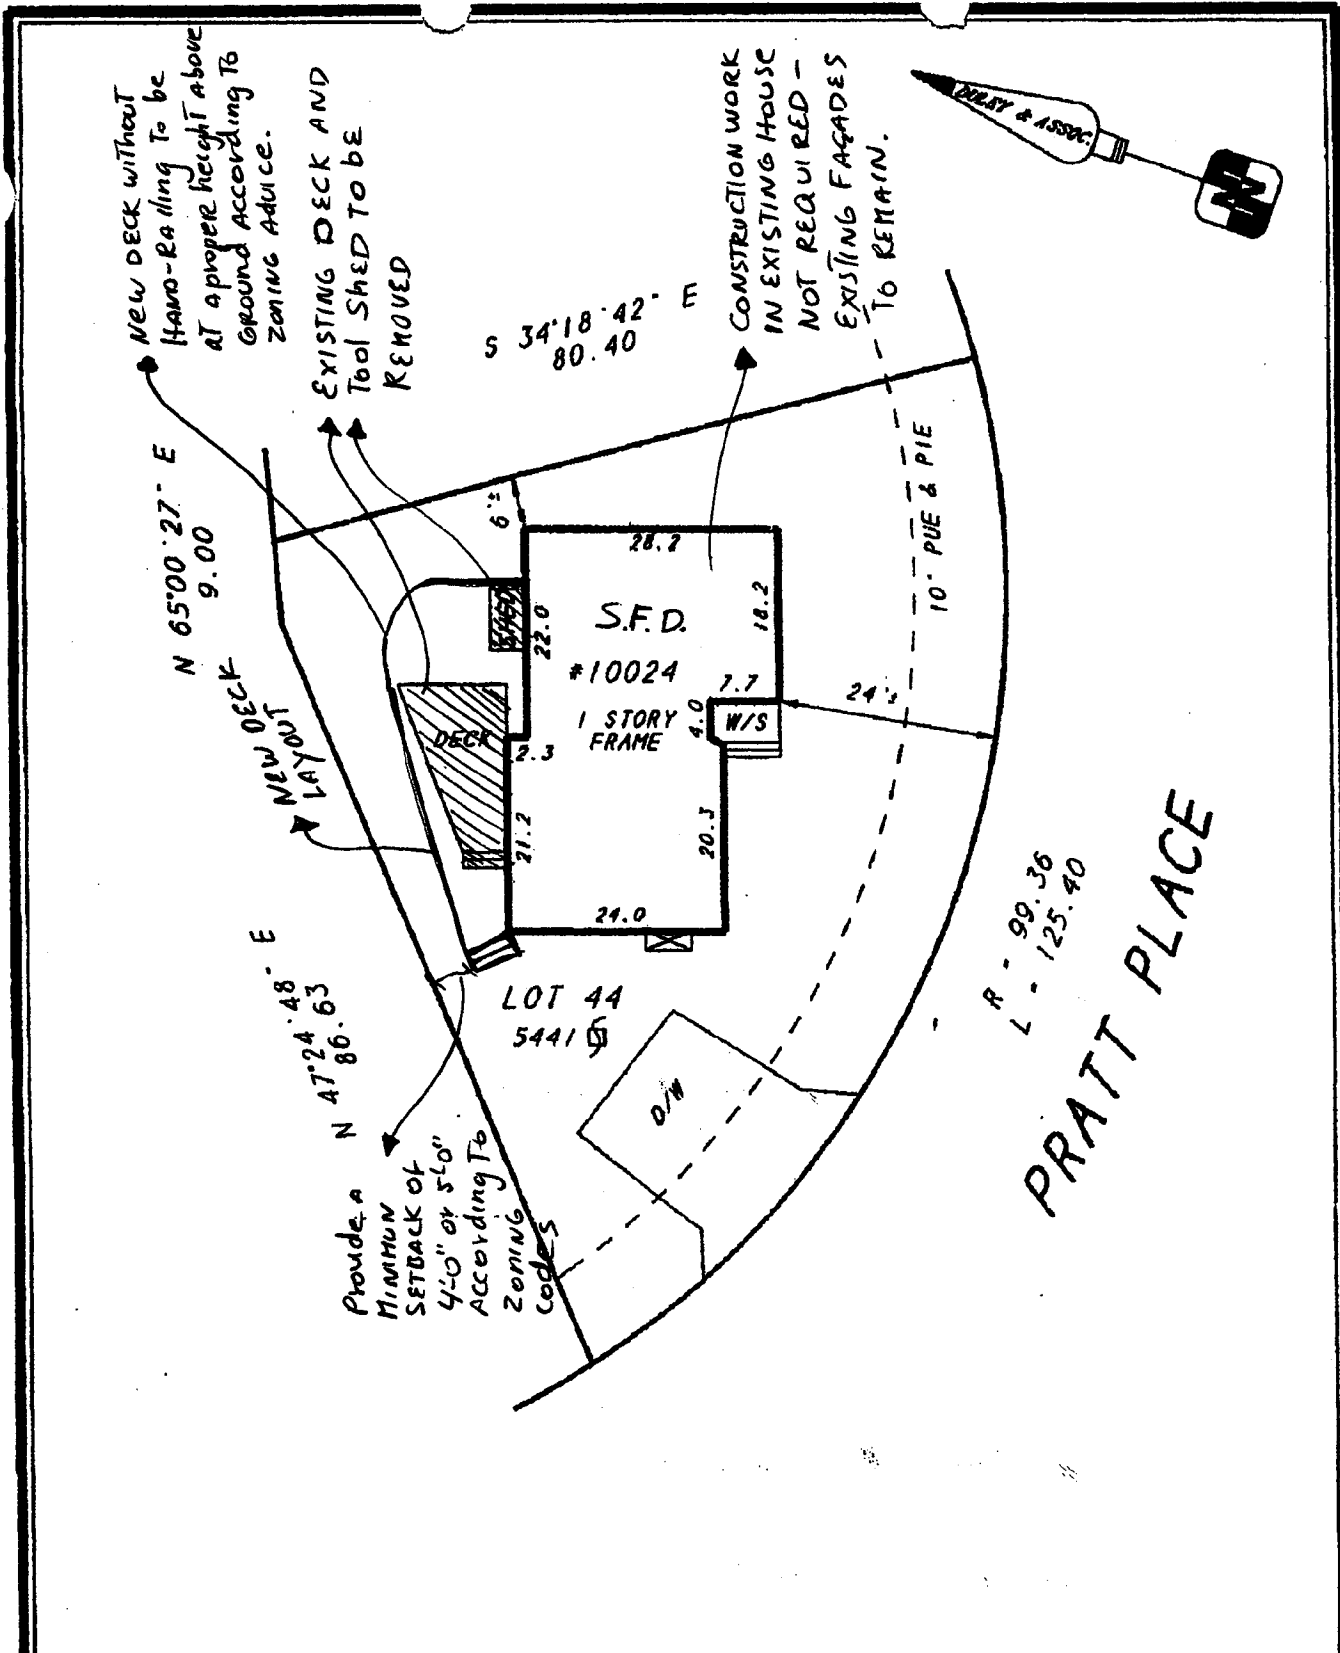 NEW DECK without
HAND-RAiling To be
aT aproper height Above
GROUND According To
ZONING Aduice.
EXISTING DECK AND
Tool ShED To bE
REMOVED
CONSTRUCTION WORK
IN EXISTING HOUSE
NOT REQUIRED -
EXISTING FAÇADES
To REMAIN.
& ASSOC.
N
S 34°18'42" E
80.40
N 65°00'27" E
9.00
NEW DECK
LAYOUT
6'±
28.2
SHED
22.0
S.F.D.
#10024
1 STORY
FRAME
18.2
7.7
4.0
W/S
24'±
10' PUE & PIE
DECK
2.3
21.2
20.3
24.0
N 47°24'48" E
86.63
LOT 44
5441
D/W
R = 99.36
L = 125.40
PRATT PLACE
Provide A
MINIMUN
SETBACK OF
4'-0" or 5'-0"
According To
ZONING
Codes